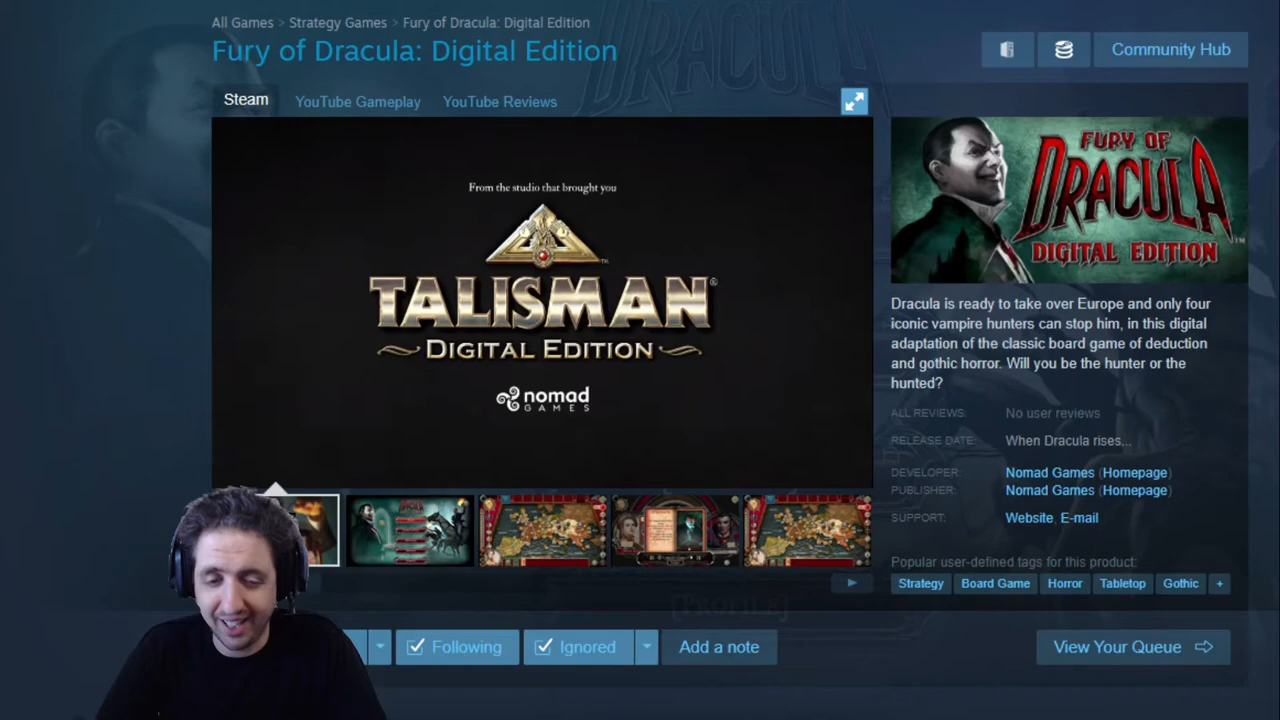 All Games > Strategy Games > Fury of Dracula: Digital Edition
Fury of Dracula: Digital Edition
Community Hub
Steam
YouTube Gameplay
YouTube Reviews
From the studio that brought you
TALISMAN®
DIGITAL EDITION
nomad
GAMES
FURY OF
DRACULA™
DIGITAL EDITION
Dracula is ready to take over Europe and only four
iconic vampire hunters can stop him, in this digital
adaptation of the classic board game of deduction
and gothic horror. Will you be the hunter or the
hunted?
ALL REVIEWS: No user reviews
RELEASE DATE: When Dracula rises...
DEVELOPER: Nomad Games (Homepage)
PUBLISHER: Nomad Games (Homepage)
SUPPORT: Website, E-mail
Popular user-defined tags for this product:
Strategy Board Game Horror Tabletop Gothic +
[PROFILE]
Following
Ignored
Add a note
View Your Queue